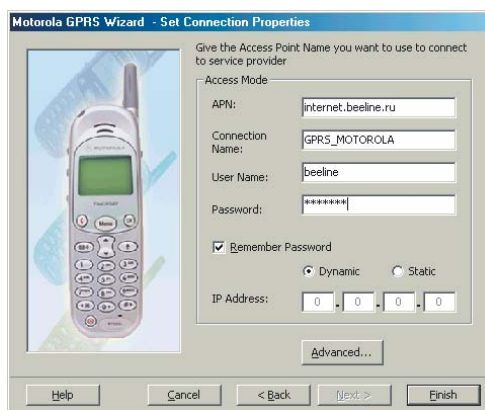 Motorola GPRS Wizard - Set Connection Properties
Give the Access Point Name you want to use to connect
to service provider
Access Mode
APN:
internet.beeline.ru
Connection
Name:
GPRS_MOTOROLA
User Name:
beeline
Password:
*******
Remember Password
Dynamic
Static
IP Address:
0 . 0 . 0 . 0
Advanced...
Help
Cancel
< Back
Next >
Finish
MOTOROLA
Menu